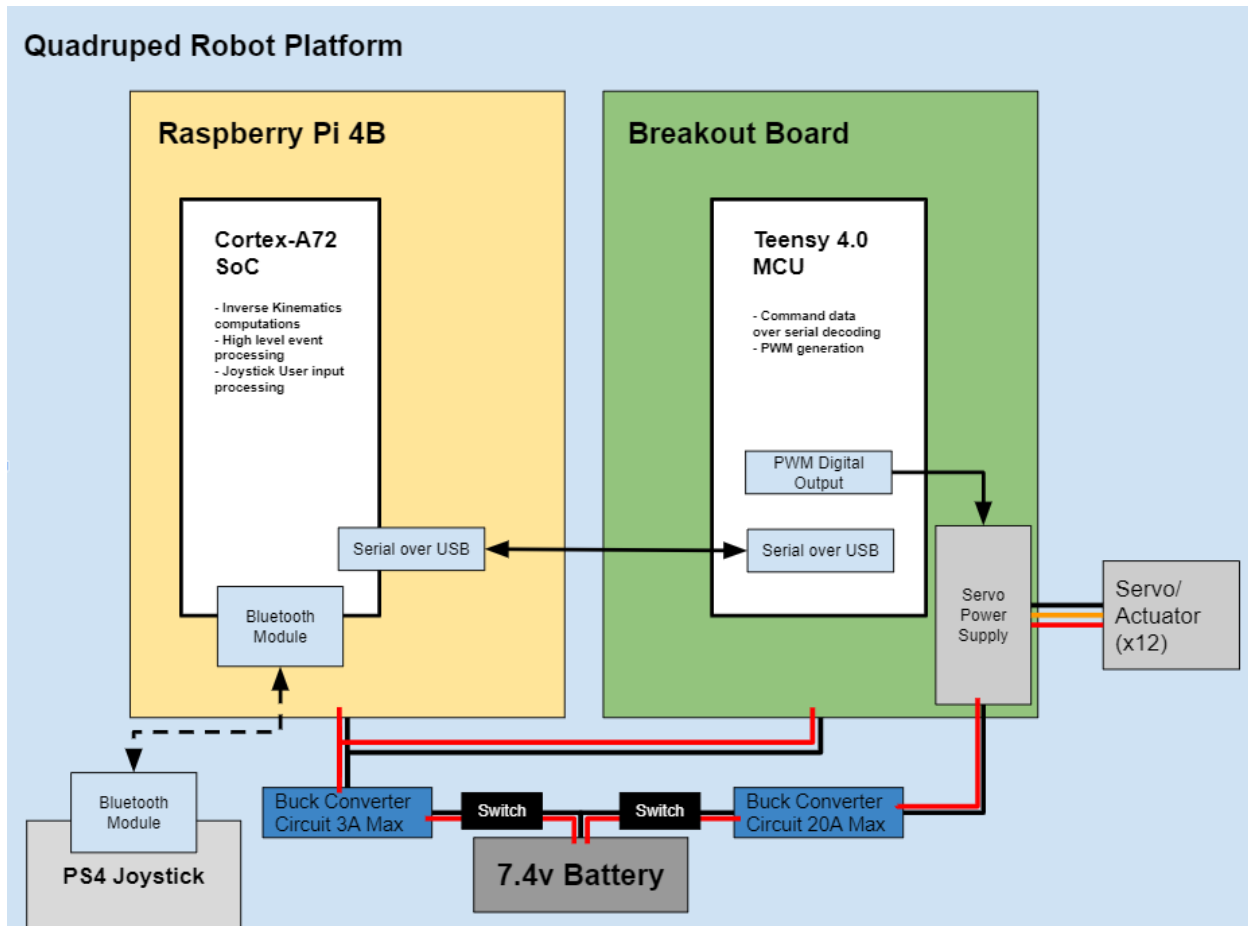 Quadruped Robot Platform
Raspberry Pi 4B
Cortex-A72
SoC
- Inverse Kinematics
computations
- High level event
processing
- Joystick User input
processing
Serial over USB
Bluetooth
Module
Breakout Board
Teensy 4.0
MCU
- Command data
over serial decoding
- PWM generation
PWM Digital
Output
Serial over USB
Servo
Power
Supply
Servo/
Actuator
(x12)
Bluetooth
Module
PS4 Joystick
Buck Converter
Circuit 3A Max
Switch
Switch
Buck Converter
Circuit 20A Max
7.4v Battery